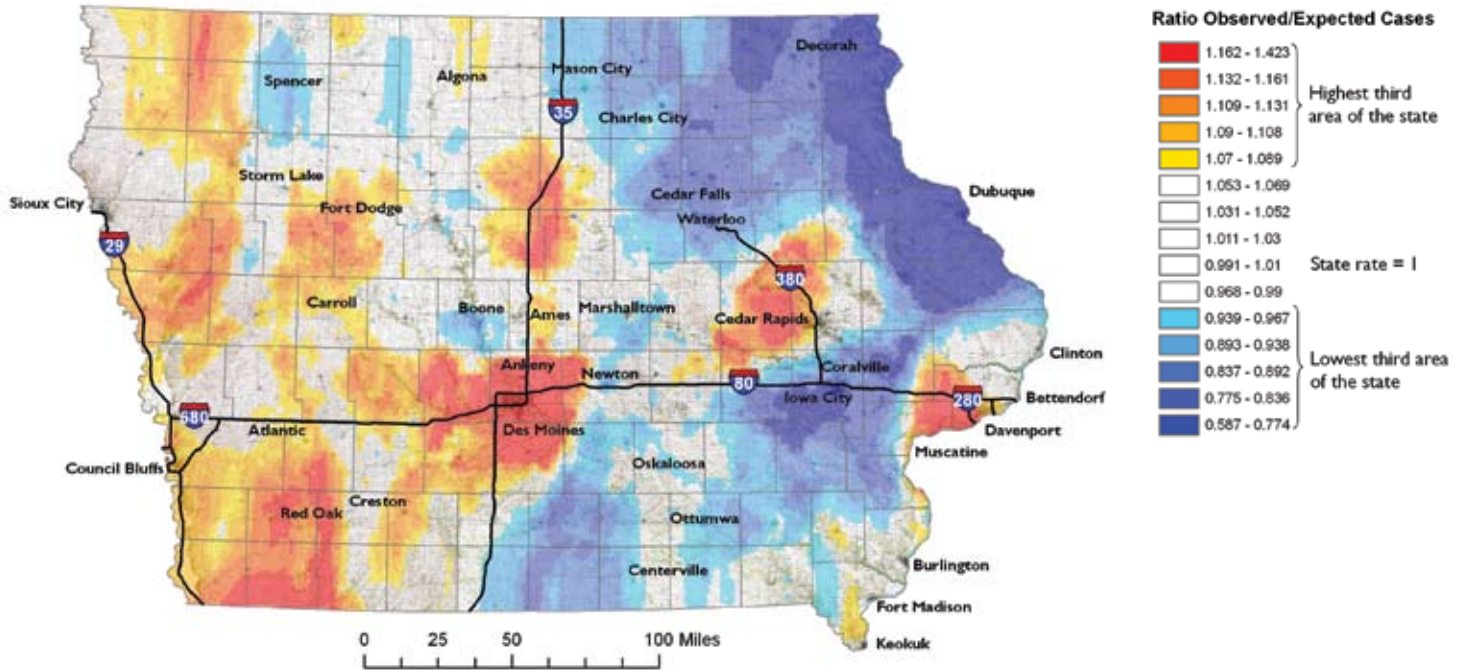 Ratio Observed/Expected Cases
1.162 - 1.423
1.132 - 1.161
1.109 - 1.131
1.09 - 1.108
1.07 - 1.089
Highest third
area of the state
1.053 - 1.069
1.031 - 1.052
1.011 - 1.03
0.991 - 1.01
State rate = 1
0.968 - 0.99
0.939 - 0.967
0.893 - 0.938
0.837 - 0.892
0.775 - 0.836
0.587 - 0.774
Lowest third area
of the state
Decorah
Mason City
Algona
Spencer
35
Charles City
Storm Lake
Fort Dodge
Cedar Falls
Waterloo
Dubuque
Sioux City
29
380
Carroll
Boone
Ames
Marshalltown
Cedar Rapids
Clinton
Ankeny
Newton
Coralville
80
Iowa City
280
Bettendorf
680
Atlantic
Des Moines
Davenport
Muscatine
Council Bluffs
Oskaloosa
Red Oak
Creston
Ottumwa
Centerville
Burlington
Fort Madison
Keokuk
0 25 50 100 Miles